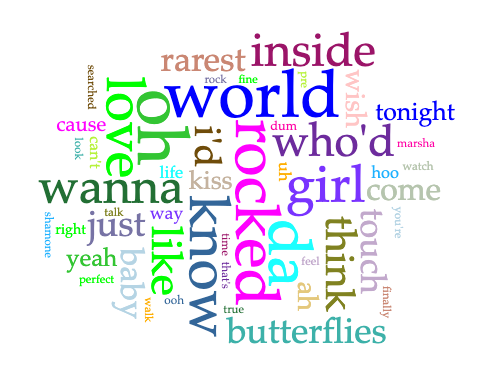 inside
rarest
rock
fine
pre
searched
world
wish
love
oh
tonight
cause
can't
look
i'd
rocked
dum
who'd
marsha
life
kiss
uh
girl
hoo
watch
come
wanna
shamone
right
just
talk
way
know
like
da
think
touch
you're
yeah
perfect
baby
walk
ooh
time
that's
feel
ah
true
finally
butterflies